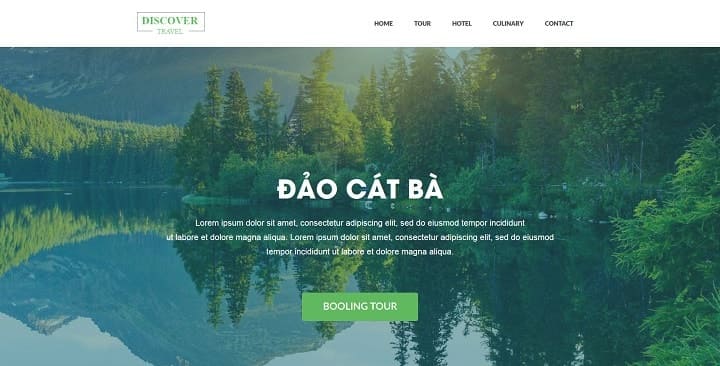 DISCOVER
TRAVEL
HOME TOUR HOTEL CULINARY CONTACT
ĐẢO CÁT BÀ
Lorem ipsum dolor sit amet, consectetur adipiscing elit, sed do eiusmod tempor incididunt
ut labore et dolore magna aliqua. Lorem ipsum dolor sit amet, consectetur adipiscing elit, sed do eiusmod
tempor incididunt ut labore et dolore magna aliqua.
BOOLING TOUR